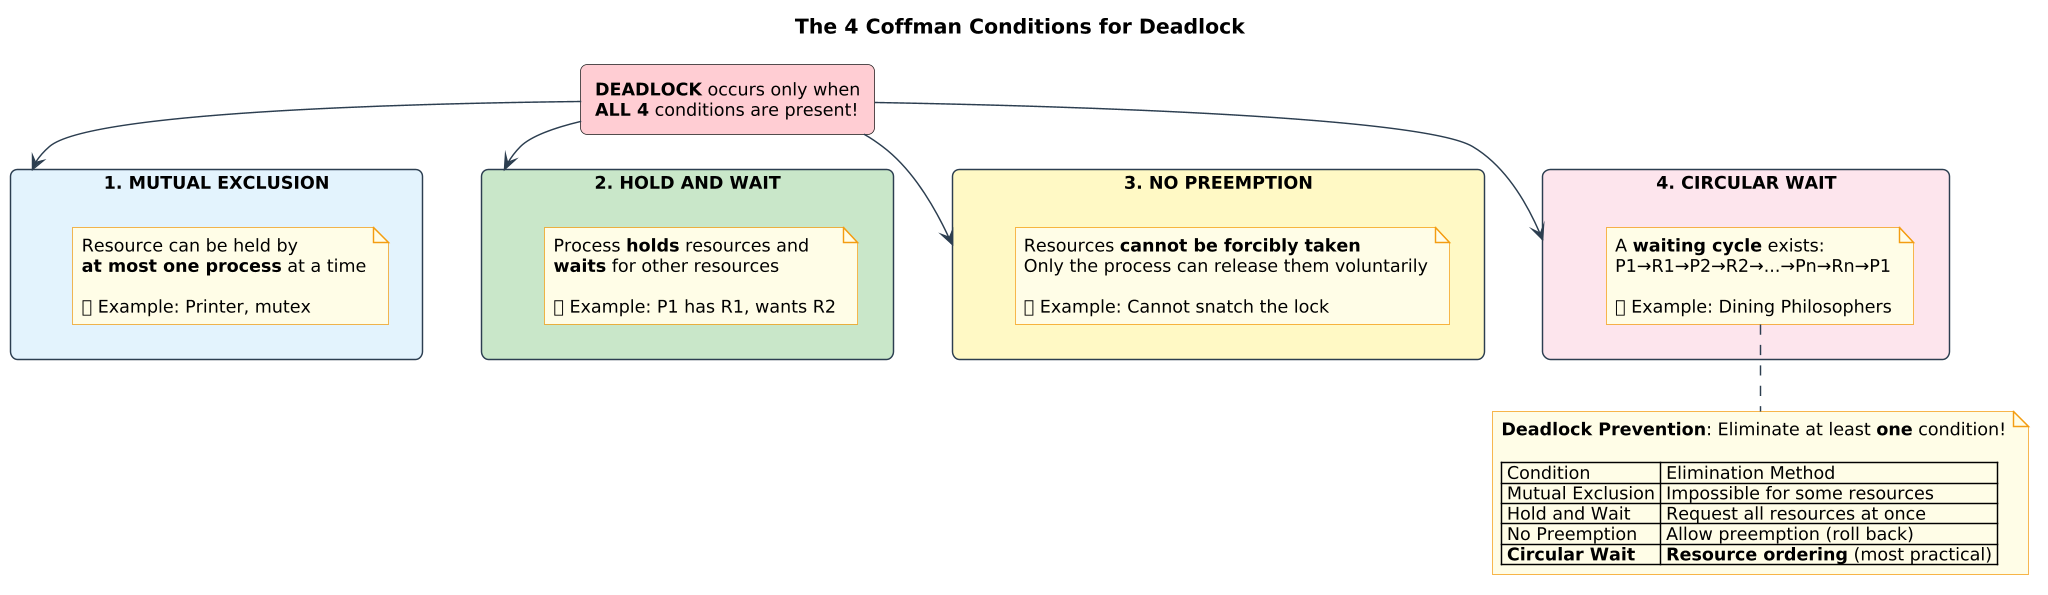 The 4 Coffman Conditions for Deadlock
DEADLOCK occurs only when
ALL 4 conditions are present!
1. MUTUAL EXCLUSION
Resource can be held by
at most one process at a time
Example: Printer, mutex
2. HOLD AND WAIT
Process holds resources and
waits for other resources
Example: P1 has R1, wants R2
3. NO PREEMPTION
Resources cannot be forcibly taken
Only the process can release them voluntarily
Example: Cannot snatch the lock
4. CIRCULAR WAIT
A waiting cycle exists:
P1→R1→P2→R2→...→Pn→Rn→P1
Example: Dining Philosophers
Deadlock Prevention: Eliminate at least one condition!
Condition Elimination Method
Mutual Exclusion Impossible for some resources
Hold and Wait Request all resources at once
No Preemption Allow preemption (roll back)
Circular Wait Resource ordering (most practical)